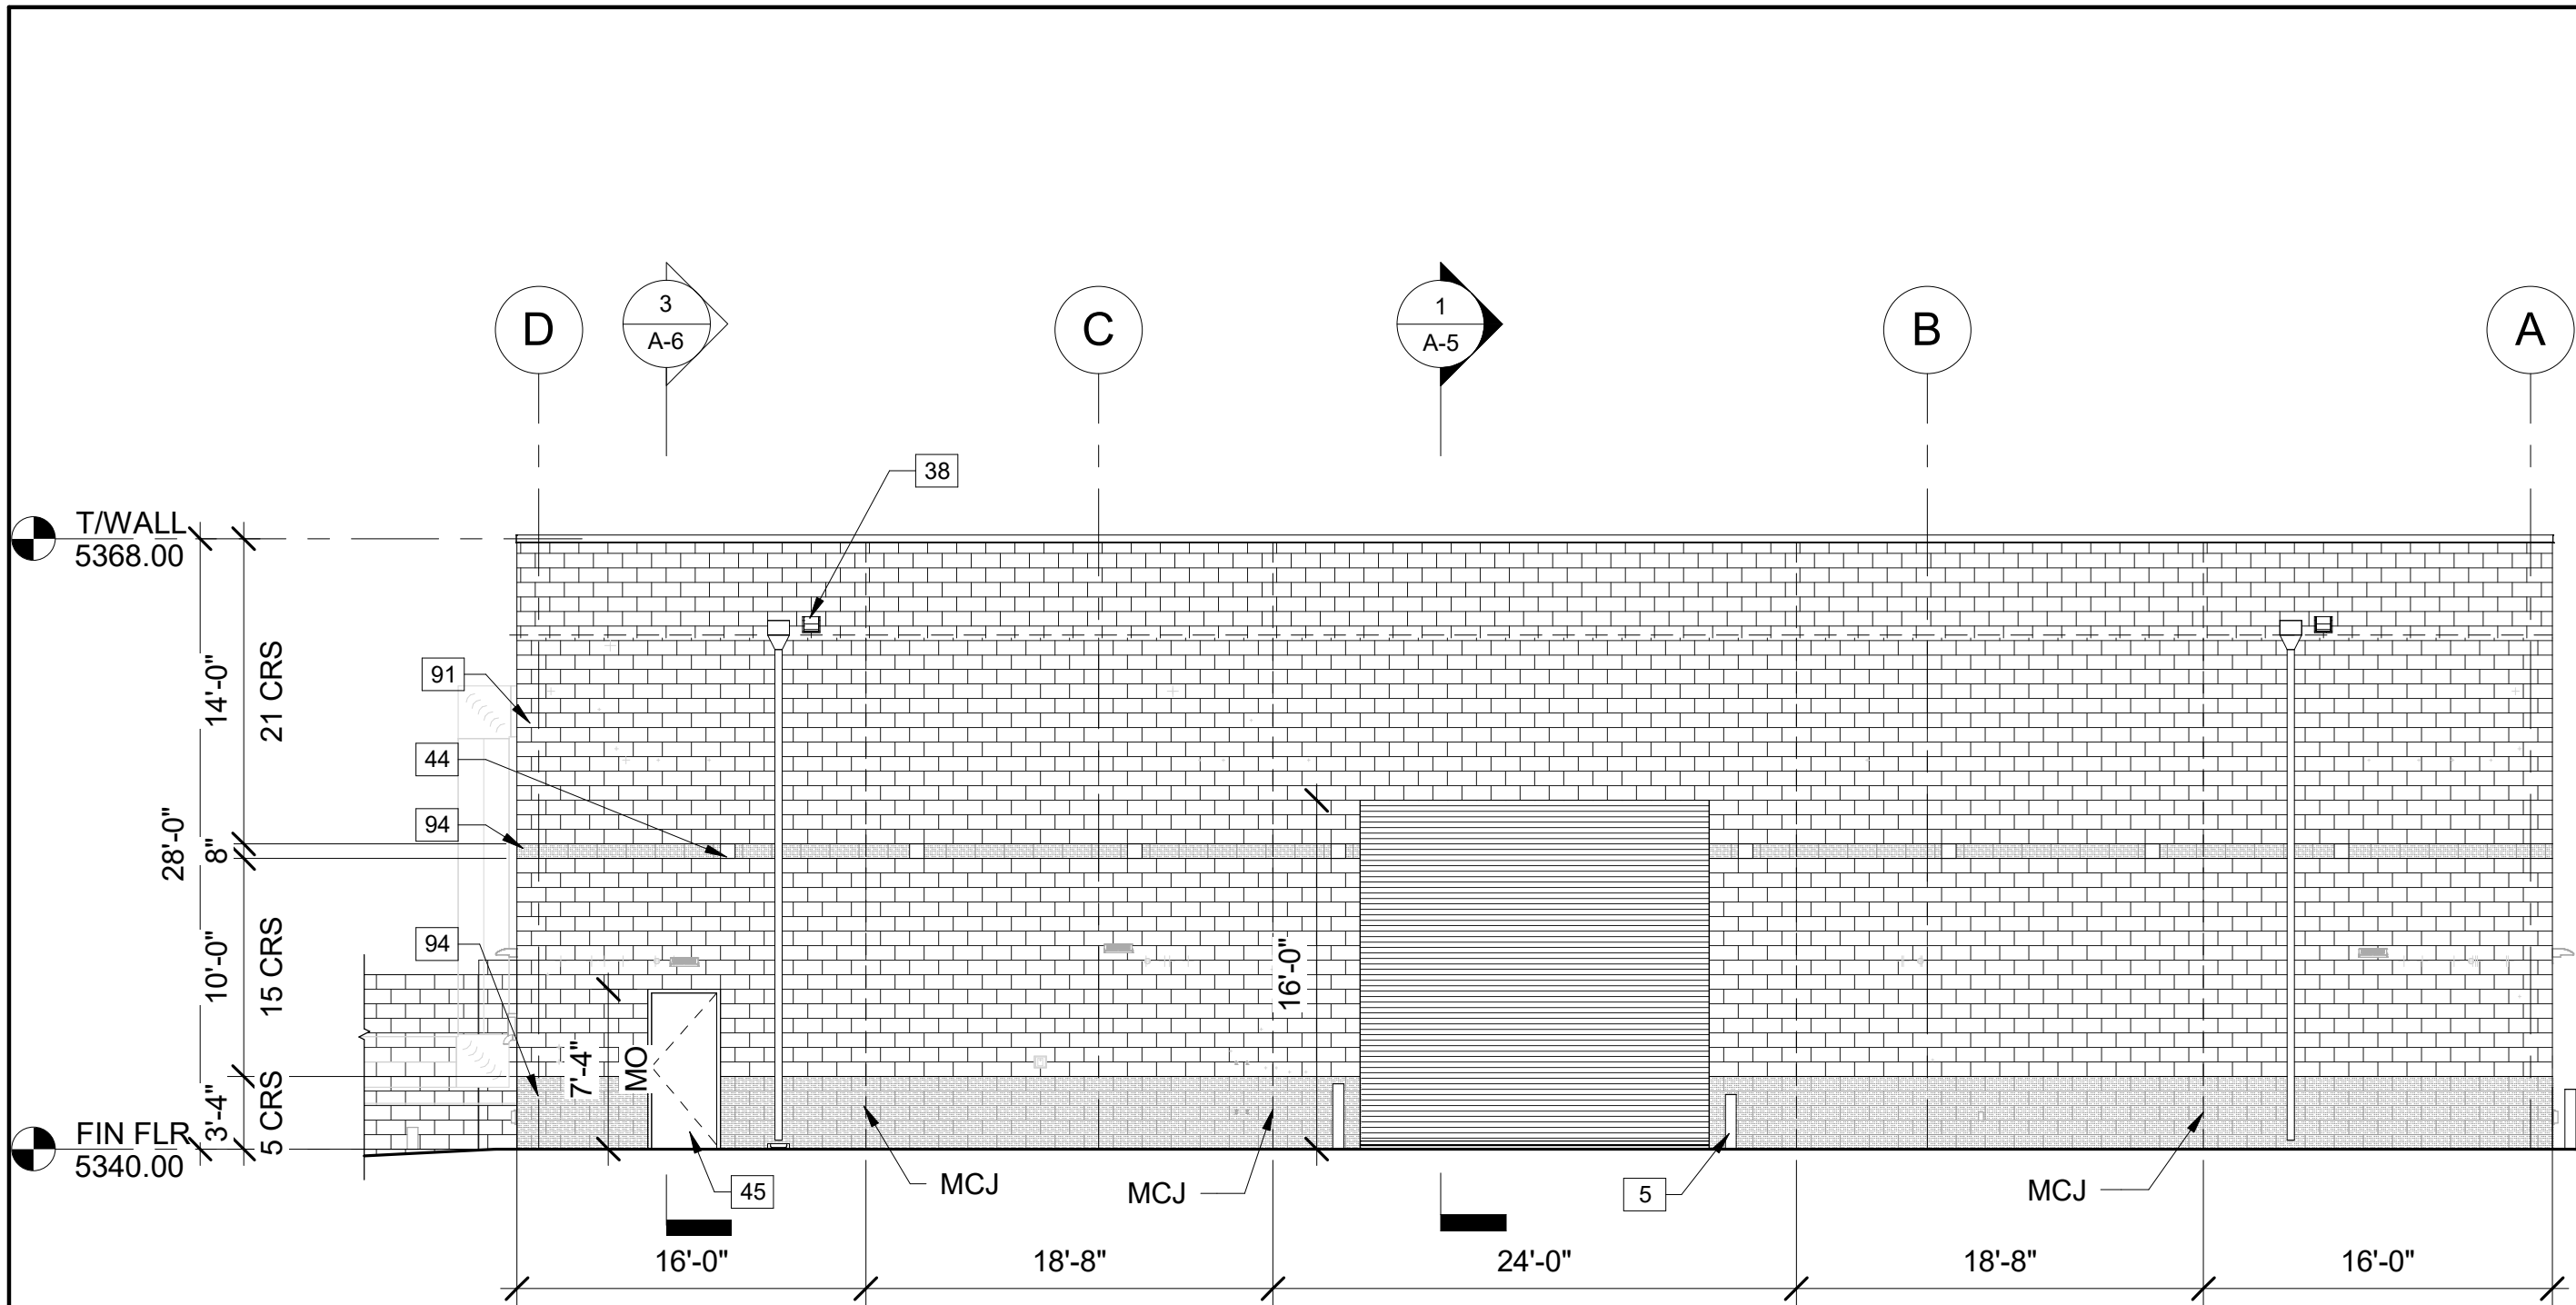 D
3
A-6
C
1
A-5
B
A
38
T/WALL
5368.00
91
14'-0"
21 CRS
44
94
28'-0"
8"
94
10'-0"
15 CRS
16'-0"
7'-4"
MO
3'-4"
5 CRS
FIN FLR
5340.00
45
MCJ
MCJ
5
MCJ
16'-0"
18'-8"
24'-0"
18'-8"
16'-0"